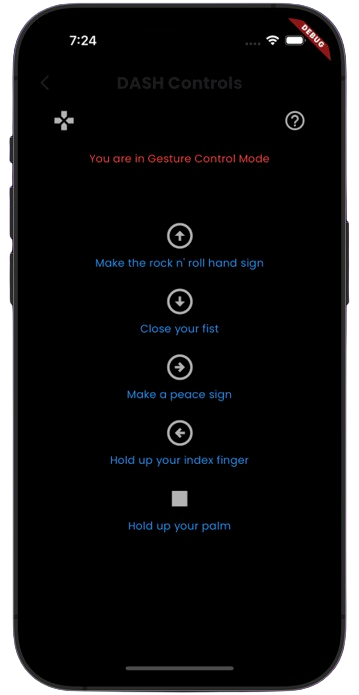 7:24
DEBUG
DASH Controls
You are in Gesture Control Mode
Make the rock n' roll hand sign
Close your fist
Make a peace sign
Hold up your index finger
Hold up your palm